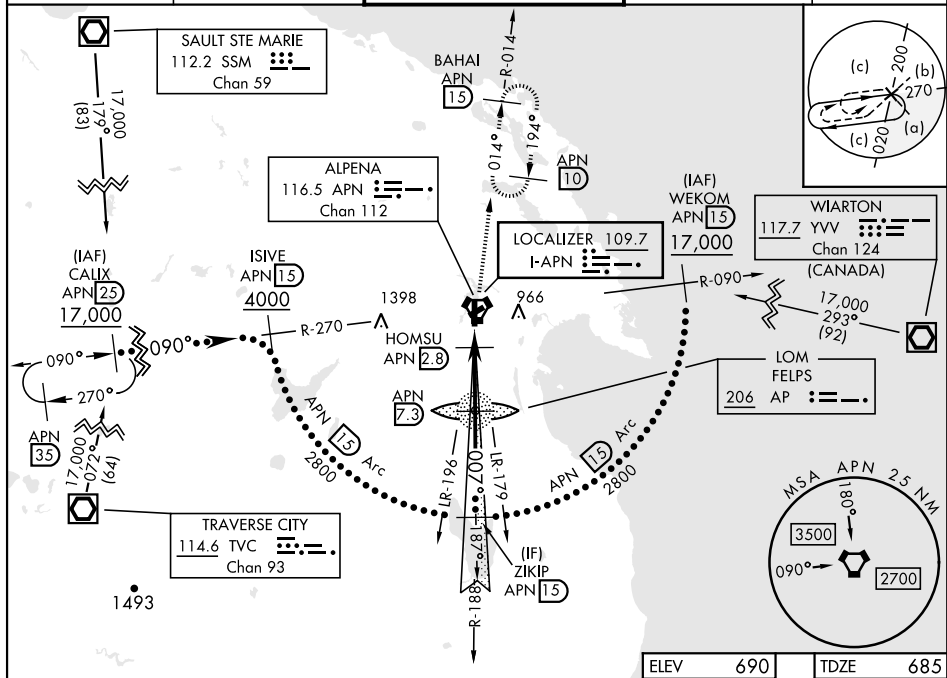 SAULT STE MARIE
112.2 SSM
Chan 59
17,000
179°
(83)
BAHAI
APN
15
R-014
014°
194°
APN
10
(c)
200
(b)
270
(a)
(c)
020
ALPENA
116.5 APN
Chan 112
LOCALIZER 109.7
I-APN
(IAF)
WEKOM
APN 15
17,000
WIARTON
117.7 YVV
Chan 124
(CANADA)
R-090
17,000
293°
(92)
(IAF)
CALIX
APN 25
17,000
ISIVE
APN 15
4000
R-270
1398
966
HOMSU
APN 2.8
090°
090°
270°
APN
35
17,000
072°
(64)
APN
7.3
LOM
FELPS
206 AP
APN 15 Arc
2800
APN 15 Arc
2800
LR-196
007°
LR-179
187°
R-188
(IF)
ZIKIP
APN 15
TRAVERSE CITY
114.6 TVC
Chan 93
1493
MSA APN 25 NM
180°
3500
090°
2700
ELEV 690
TDZE 685